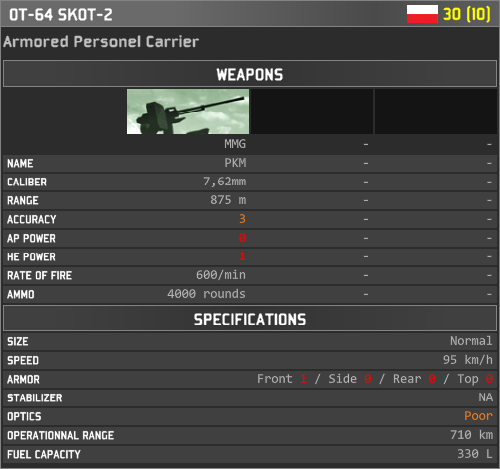 OT-64 SKOT-2 30 (10)
Armored Personel Carrier
WEAPONS
MMG - -
NAME PKM - -
CALIBER 7,62mm - -
RANGE 875 m - -
ACCURACY 3 - -
AP POWER 0 - -
HE POWER 1 - -
RATE OF FIRE 600/min - -
AMMO 4000 rounds - -
SPECIFICATIONS
SIZE Normal
SPEED 95 km/h
ARMOR Front 1 / Side 0 / Rear 0 / Top 0
STABILIZER NA
OPTICS Poor
OPERATIONNAL RANGE 710 km
FUEL CAPACITY 330 L